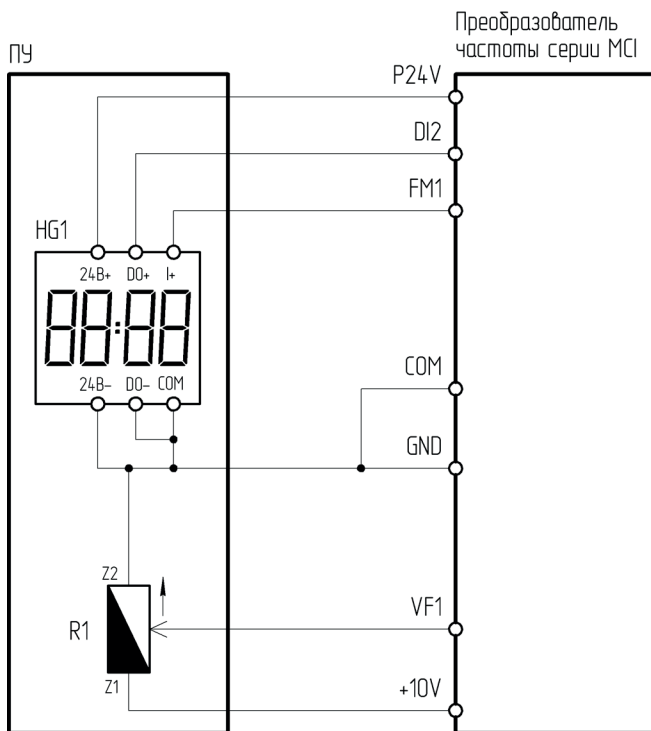 Преобразователь
частоты серии MCI
ПУ
P24V
DI2
FM1
HG1
24В+ DO+ I+
88:88
24В- DO- COM
COM
GND
Z2
R1
VF1
Z1
+10V